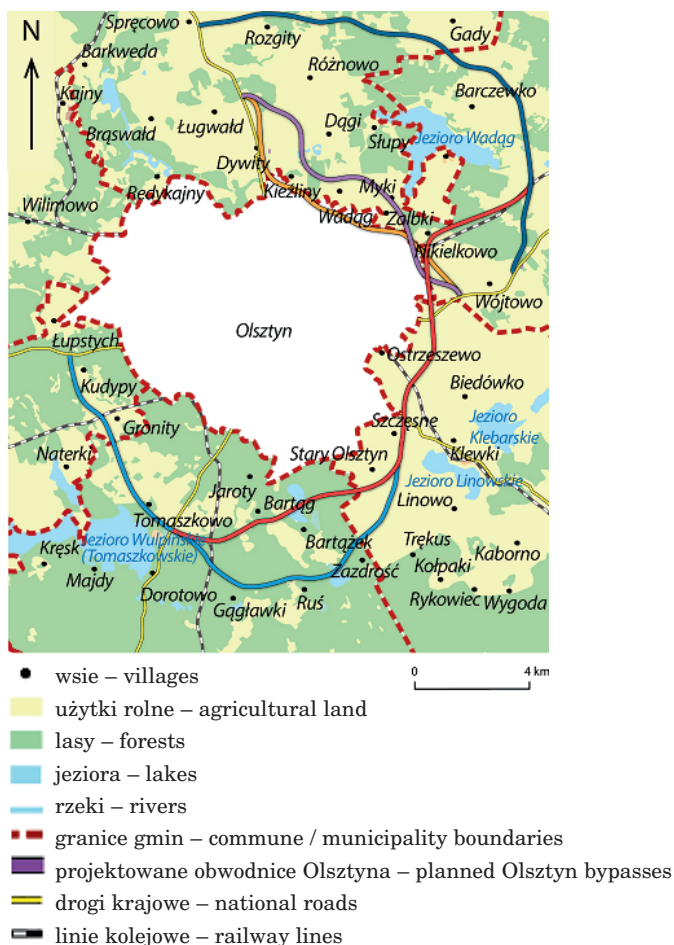 N
Spręcowo
Rozgity
Gady
Barkweda
Różnowo
Kajny
Barczewko
Ługwałd
Dągi
Brąswałd
Słupy
Jezioro Wadąg
Dywity
Redykajny
Kieźliny
Myki
Wilimowo
Wadąg
Zalbki
Nikielkowo
Wójtowo
Olsztyn
Łupstych
Ostrzeszewo
Kudypy
Biedówko
Gronity
Szczęsne
Jezioro
Klebarskie
Naterki
Stary Olsztyn
Klewki
Jaroty
Jezioro Linowskie
Bartąg
Linowo
Tomaszkowo
Jezioro Wulpińskie
(Tomaszkowskie)
Bartążek
Trękus
Kręsk
Zazdrość
Kołpaki
Kaborno
Majdy
Dorotowo
Gągławki
Ruś
Rykowiec
Wygoda
0 4 km
wsie – villages
użytki rolne – agricultural land
lasy – forests
jeziora – lakes
rzeki – rivers
granice gmin – commune / municipality boundaries
projektowane obwodnice Olsztyna – planned Olsztyn bypasses
drogi krajowe – national roads
linie kolejowe – railway lines